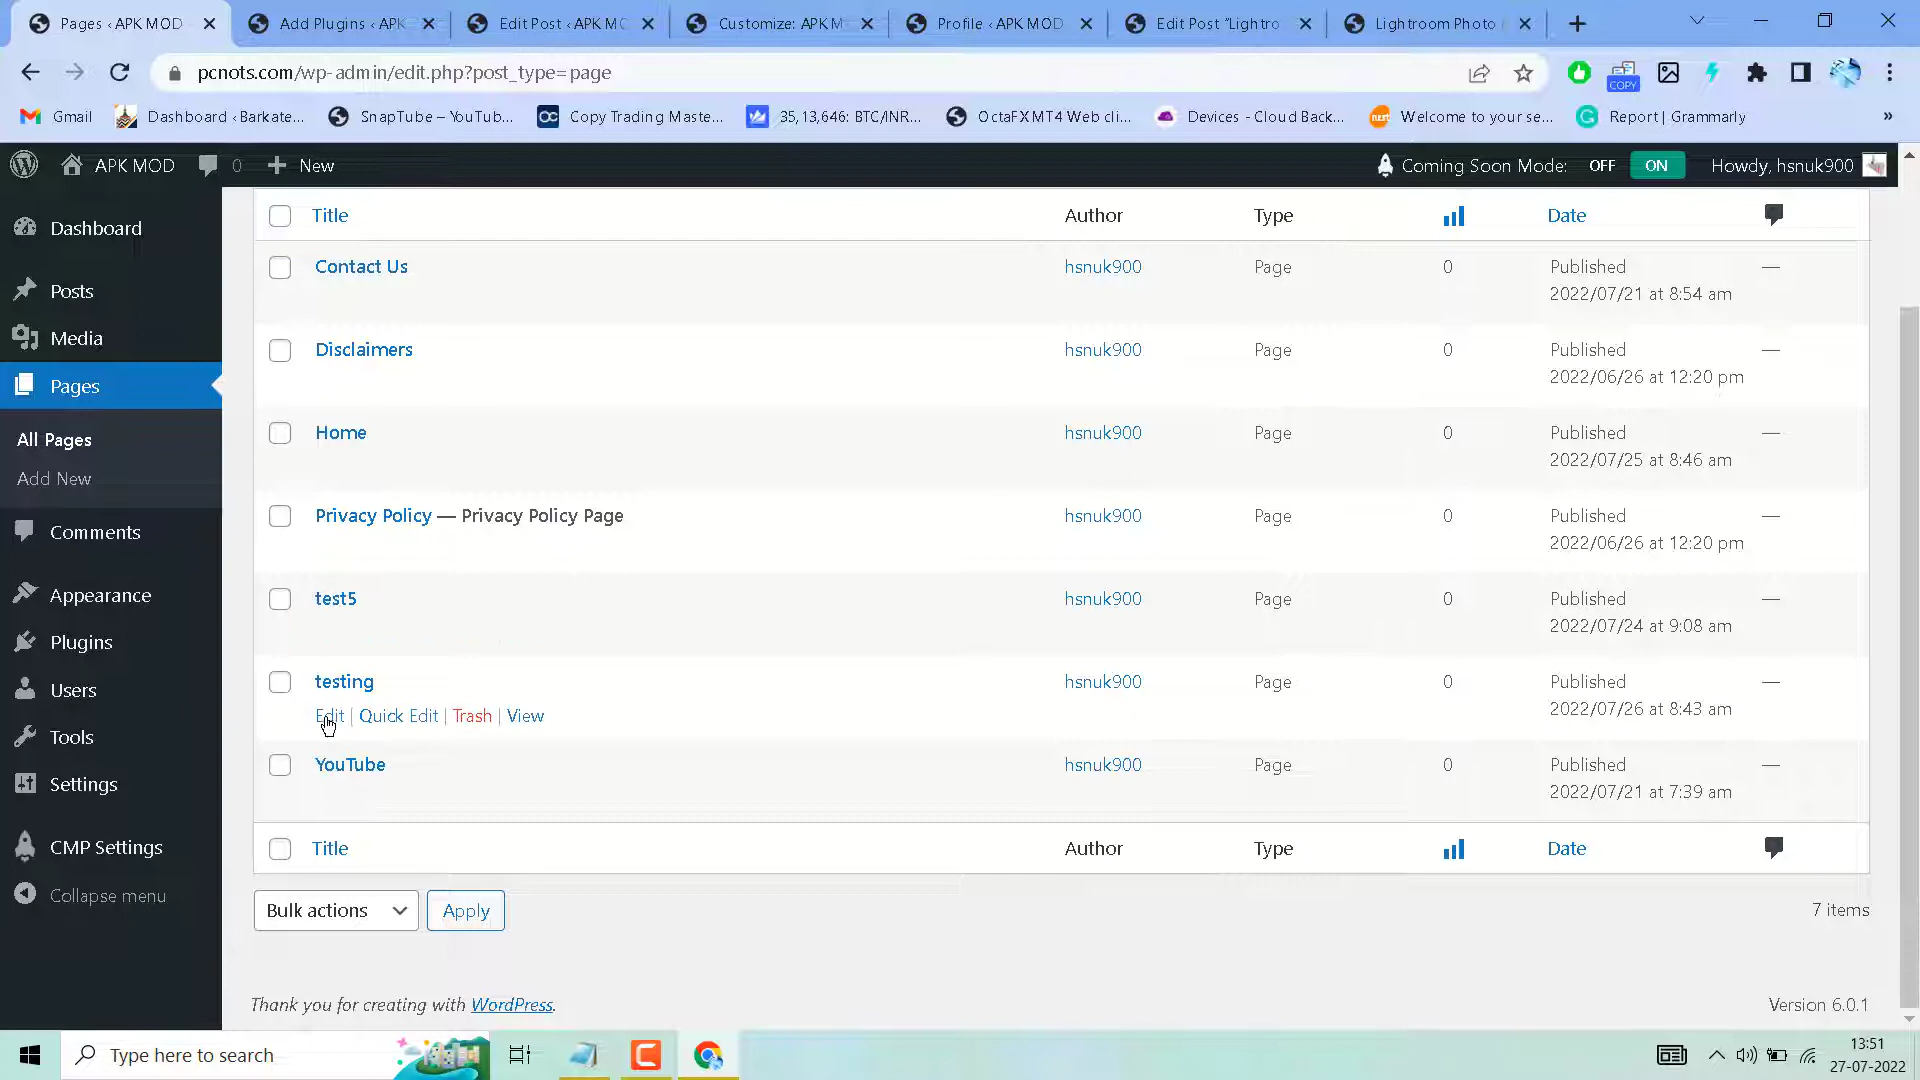 Pages ‹ APK MOD
Add Plugins ‹ APK
Edit Post ‹ APK MO
Customize: APK M
Profile ‹ APK MOD
Edit Post “Lightro
Lightroom Photo
pcnots.com/wp-admin/edit.php?post_type=page
COPY
Gmail
Dashboard ‹ Barkate...
SnapTube – YouTub...
CC
Copy Trading Maste...
35,13,646: BTC/INR...
OctaFX MT4 Web cli...
Devices - Cloud Back...
Welcome to your se...
Report | Grammarly
»
APK MOD
0
New
Coming Soon Mode:
OFF
ON
Howdy, hsnuk900
Dashboard
Posts
Media
Pages
All Pages
Add New
Comments
Appearance
Plugins
Users
Tools
Settings
CMP Settings
Collapse menu
Title
Author
Type
Date
Contact Us
hsnuk900
Page
0
Published
—
2022/07/21 at 8:54 am
Disclaimers
hsnuk900
Page
0
Published
—
2022/06/26 at 12:20 pm
Home
hsnuk900
Page
0
Published
—
2022/07/25 at 8:46 am
Privacy Policy — Privacy Policy Page
hsnuk900
Page
0
Published
—
2022/06/26 at 12:20 pm
test5
hsnuk900
Page
0
Published
—
2022/07/24 at 9:08 am
testing
hsnuk900
Page
0
Published
—
2022/07/26 at 8:43 am
Edit | Quick Edit | Trash | View
YouTube
hsnuk900
Page
0
Published
—
2022/07/21 at 7:39 am
Title
Author
Type
Date
Bulk actions
Apply
7 items
Thank you for creating with WordPress.
Version 6.0.1
Type here to search
13:51
27-07-2022